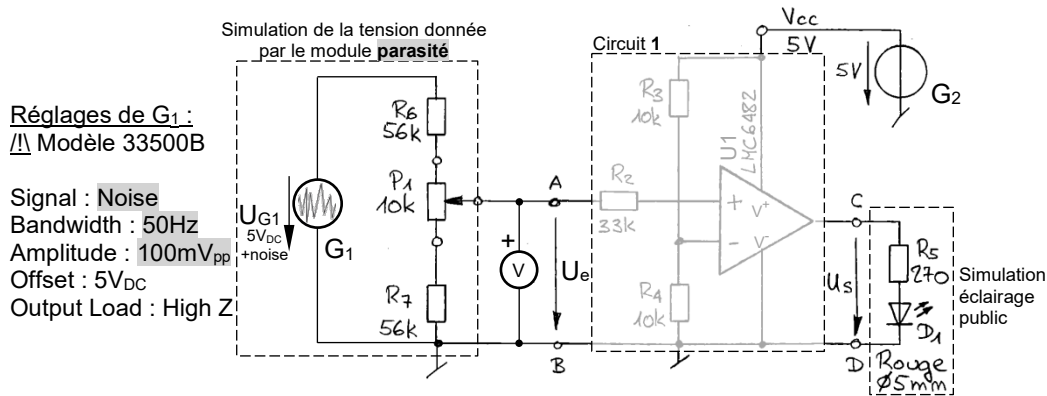 Simulation de la tension donnée
par le module parasité
Réglages de G1 :
/!\ Modèle 33500B
Signal : Noise
Bandwidth : 50Hz
Amplitude : 100mVpp
Offset : 5VDC
Output Load : High Z
UG1
5VDC
+noise
G1
R6
56k
P1
10k
R7
56k
+
V
A
Ue
B
Circuit 1
R2
33k
R3
10k
R4
10k
U1
LMC6482
+
V+
-
V-
Vcc
5V
5V
G2
C
Us
D
R5
270
D1
Rouge
Ø5mm
Simulation
éclairage
public